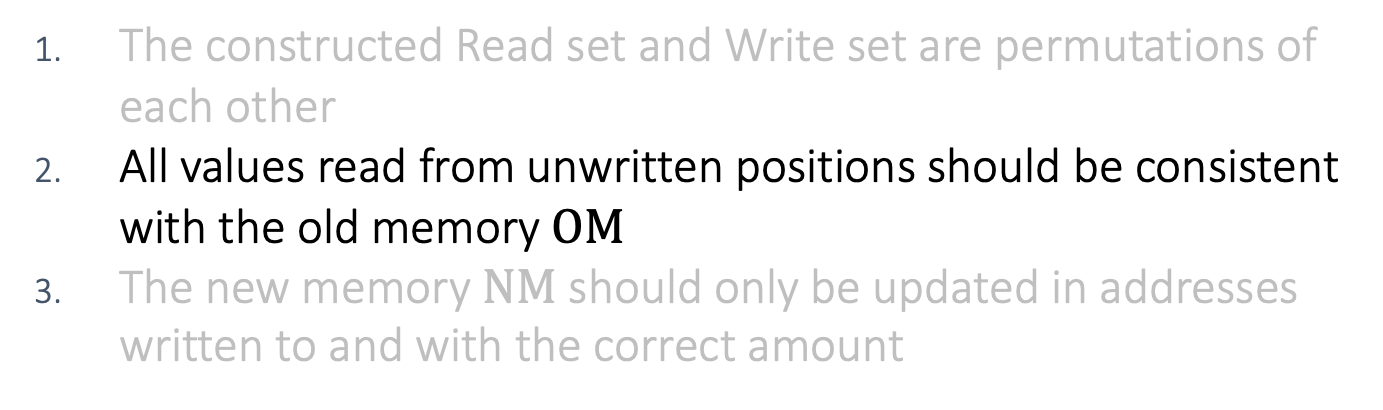 1. The constructed Read set and Write set are permutations of
each other
2. All values read from unwritten positions should be consistent
with the old memory OM
3. The new memory NM should only be updated in addresses
written to and with the correct amount